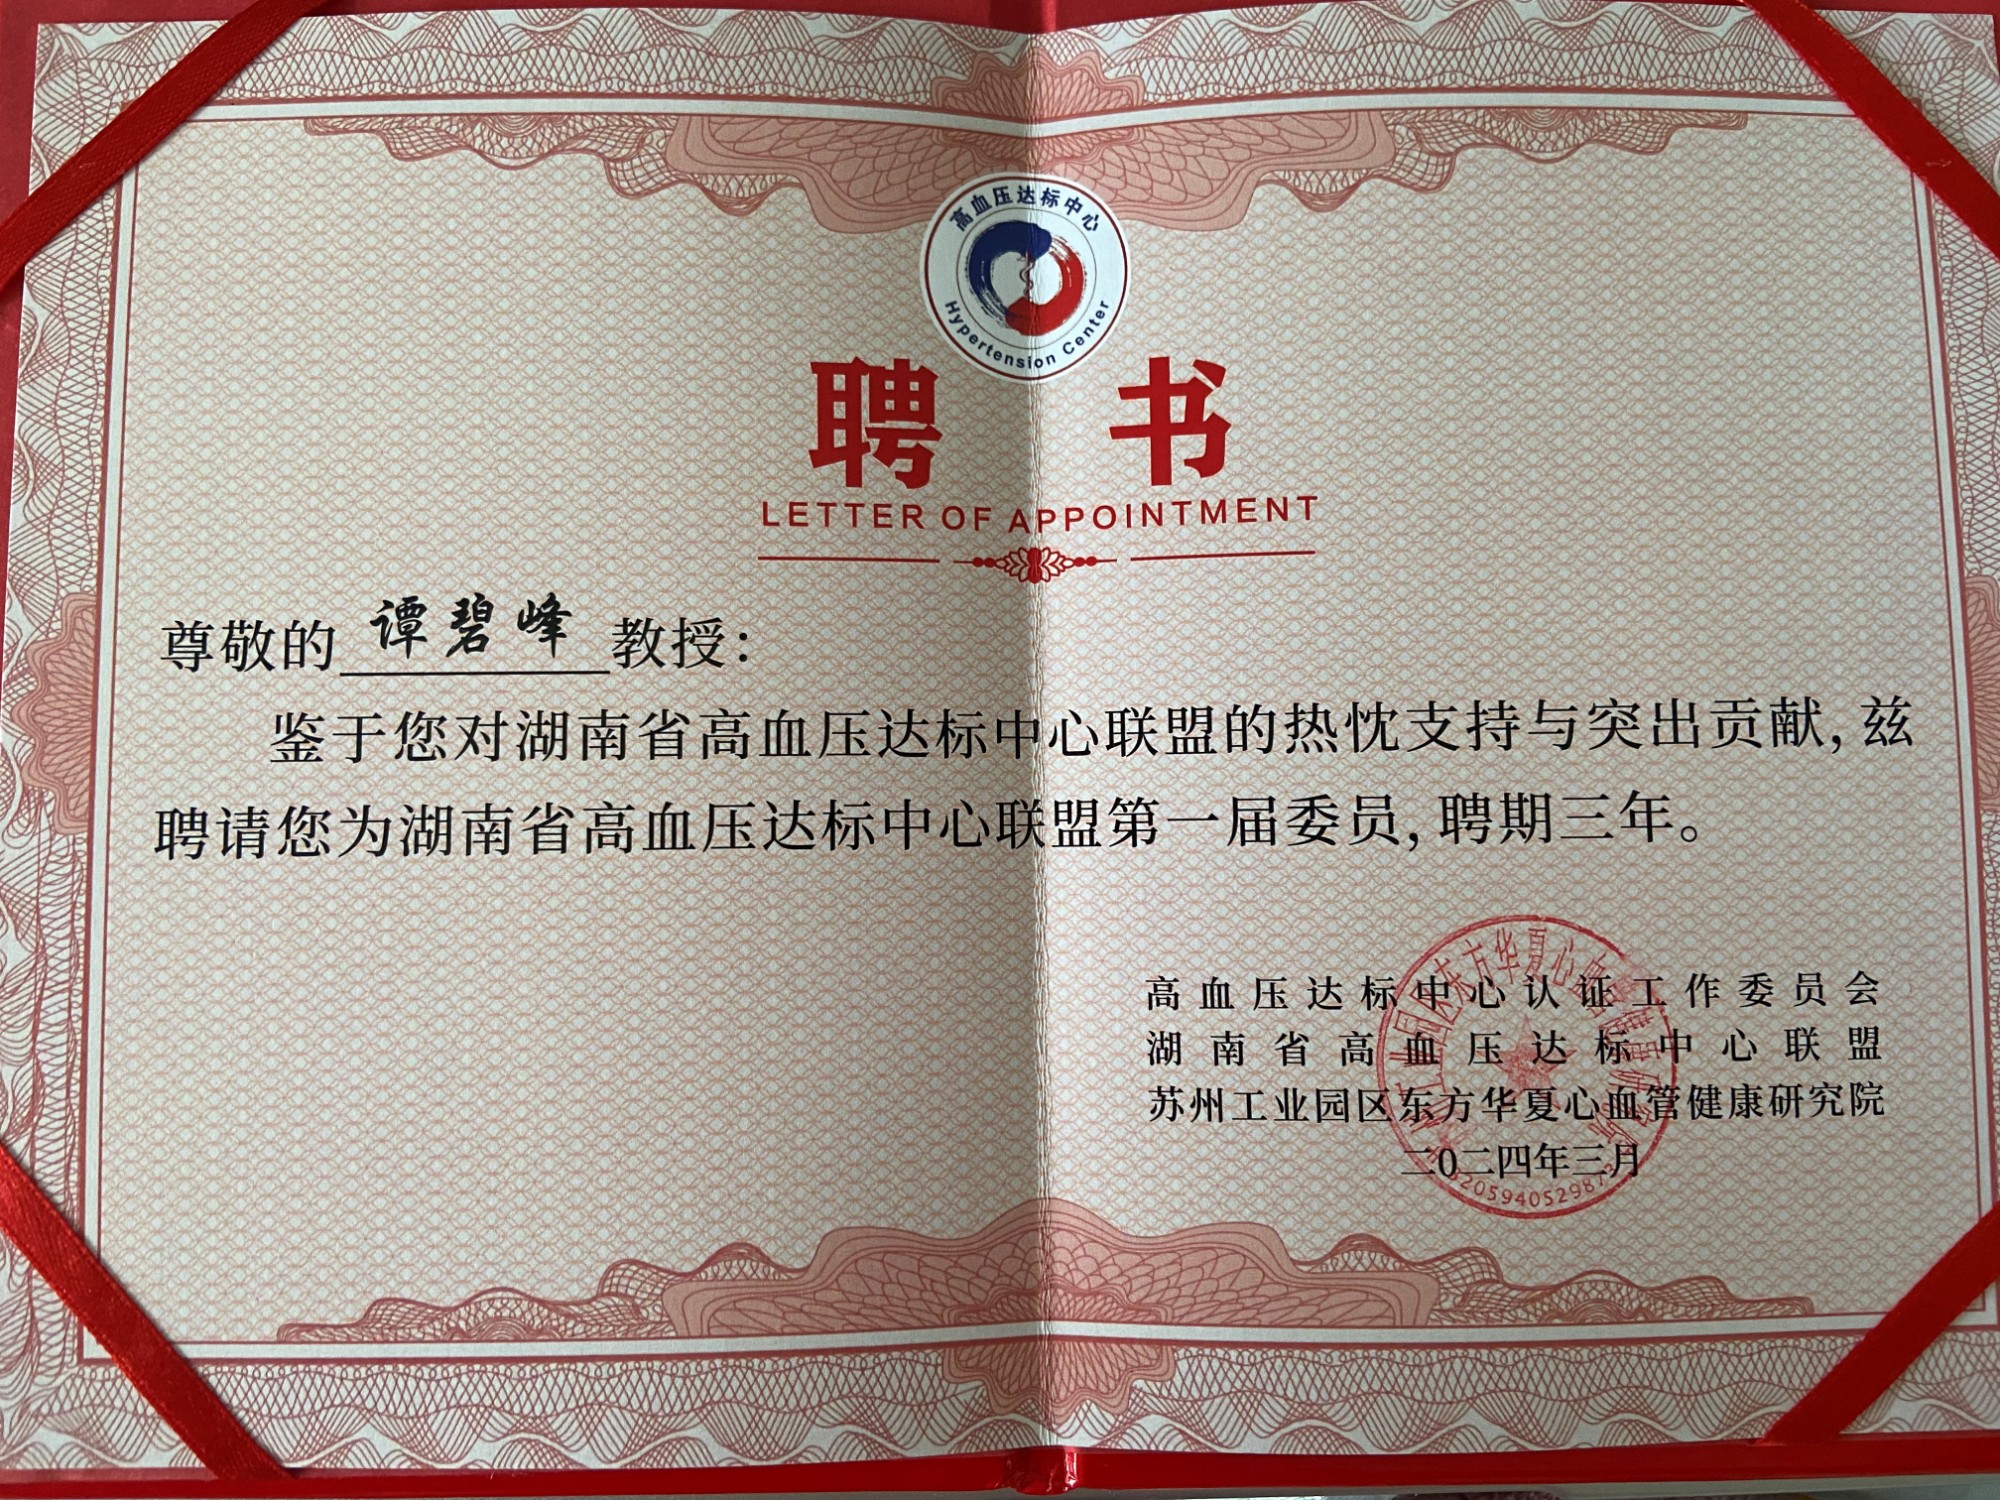 高血压达标中心
Hypertension Center
聘 书
LETTER OF APPOINTMENT
尊敬的 谭碧峰 教授：
鉴于您对湖南省高血压达标中心联盟的热忱支持与突出贡献，兹
聘请您为湖南省高血压达标中心联盟第一届委员，聘期三年。
高血压达标中心认证工作委员会
湖南省高血压达标中心联盟
苏州工业园区东方华夏心血管健康研究院
二〇二四年三月